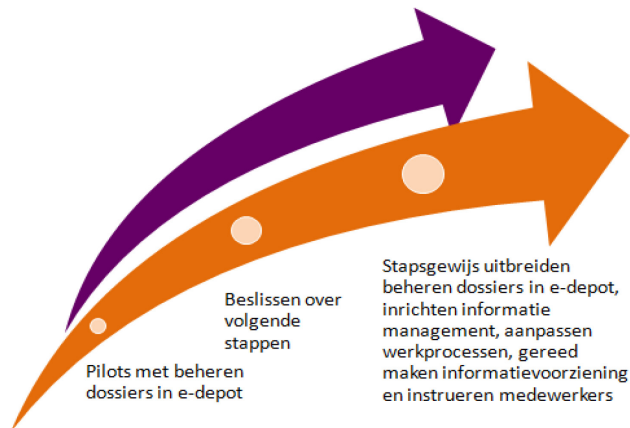 Pilots met beheren
dossiers in e-depot
Beslissen over
volgende
stappen
Stapsgewijs uitbreiden
beheren dossiers in e-depot,
inrichten informatie
management, aanpassen
werkprocessen, gereed
maken informatievoorziening
en instrueren medewerkers